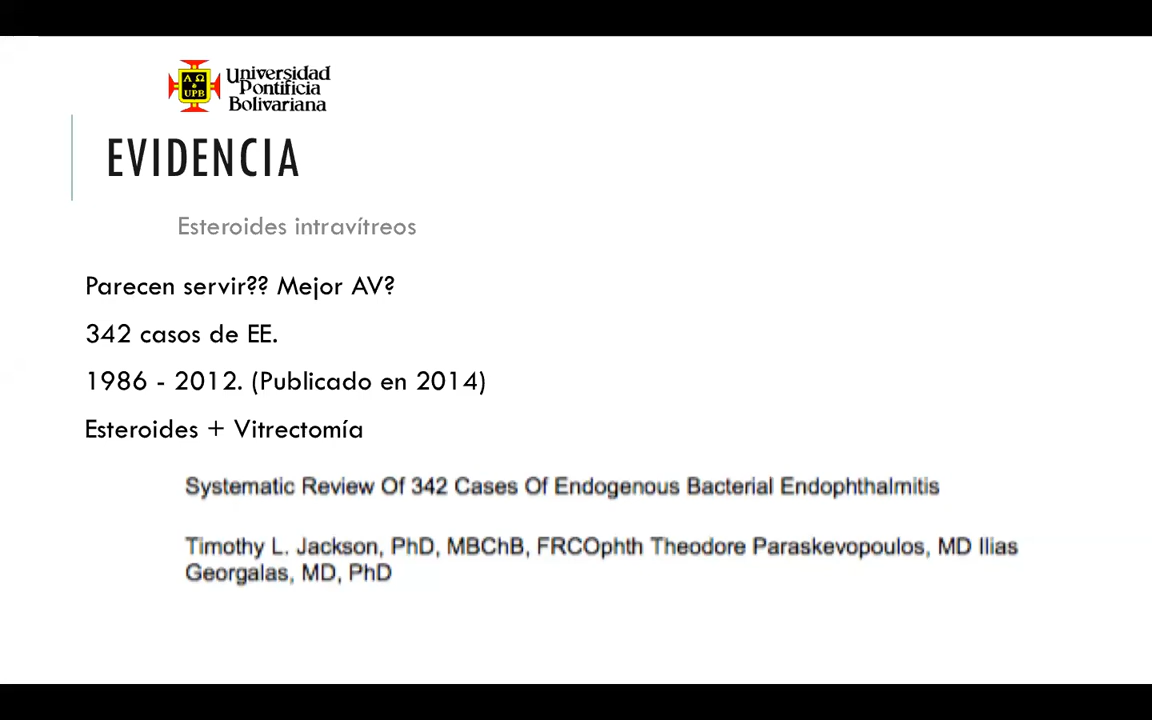 ΑΩ
UPB
Universidad
Pontificia
Bolivariana
EVIDENCIA
Esteroides intravítreos
Parecen servir?? Mejor AV?
342 casos de EE.
1986 - 2012. (Publicado en 2014)
Esteroides + Vitrectomía
Systematic Review Of 342 Cases Of Endogenous Bacterial Endophthalmitis
Timothy L. Jackson, PhD, MBChB, FRCOphth Theodore Paraskevopoulos, MD Ilias
Georgalas, MD, PhD